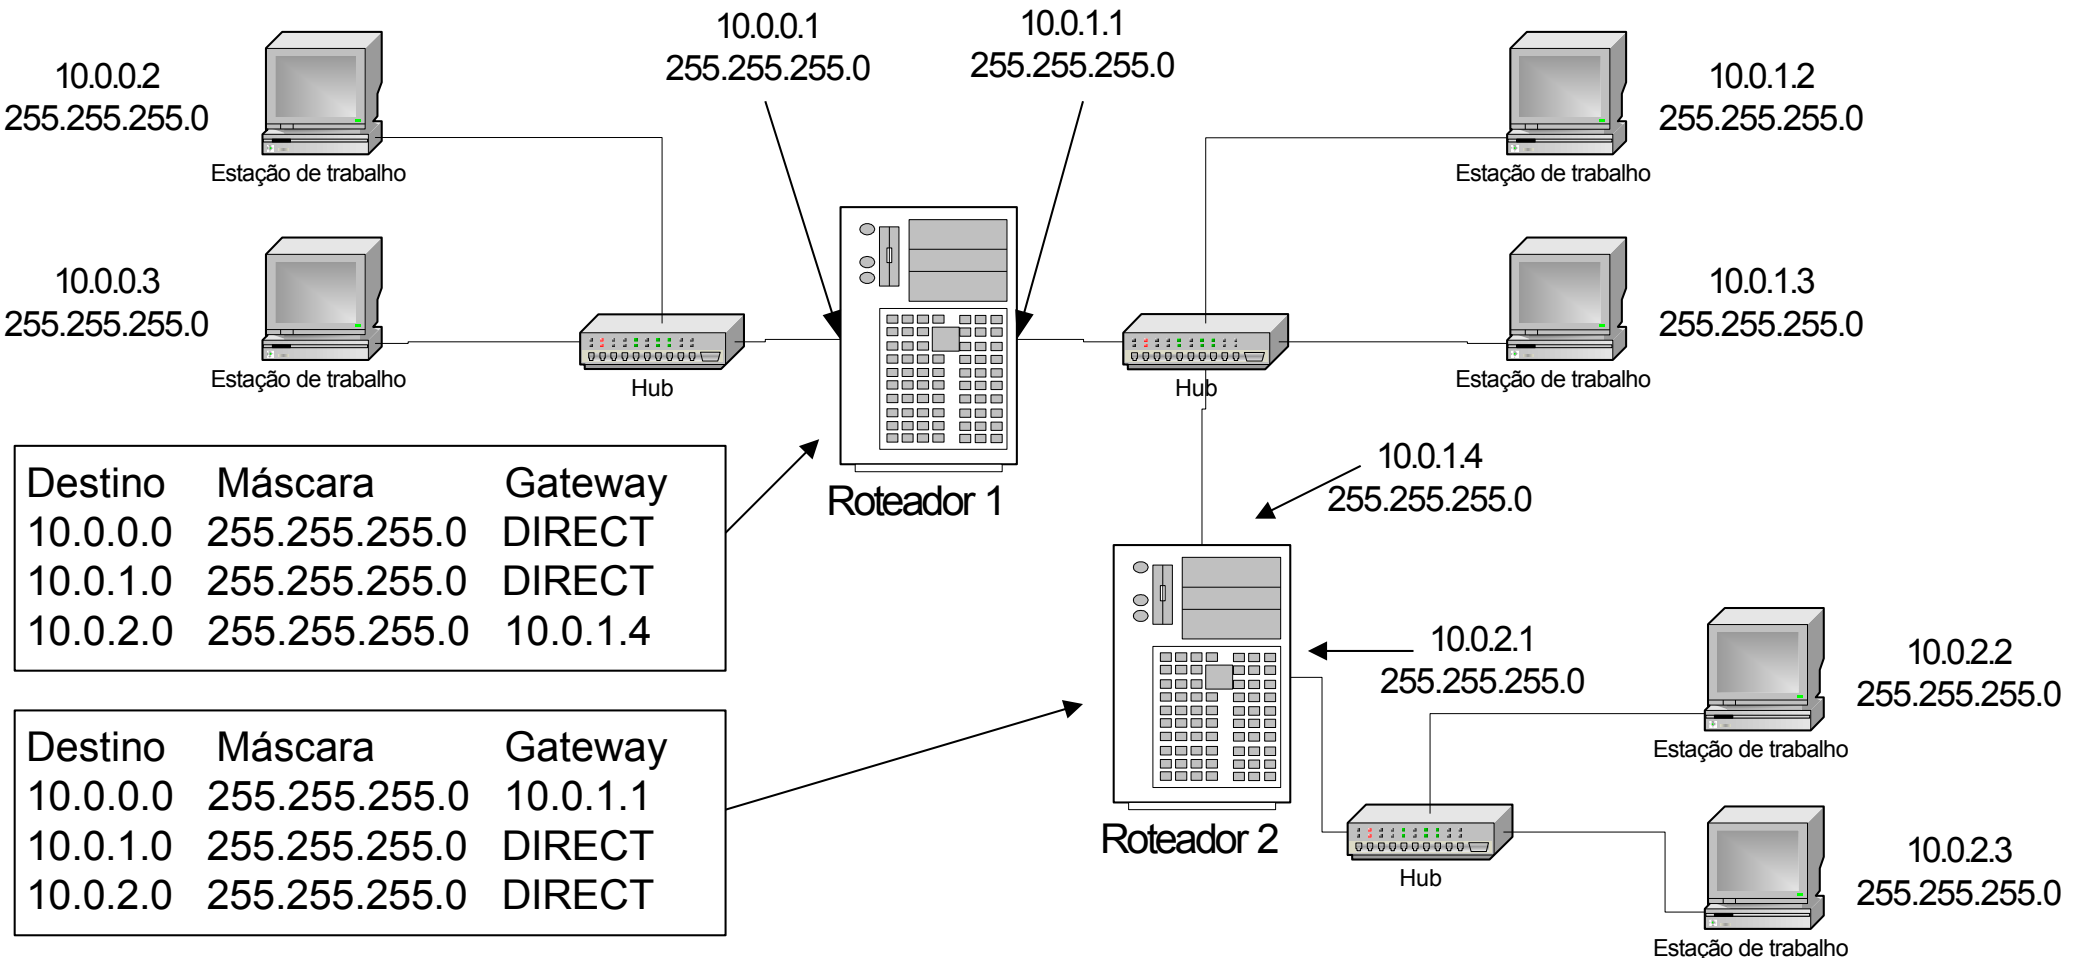 10.0.0.1
255.255.255.0
10.0.1.1
255.255.255.0
10.0.0.2
255.255.255.0
Estação de trabalho
10.0.1.2
255.255.255.0
Estação de trabalho
10.0.0.3
255.255.255.0
Estação de trabalho
Hub
Hub
10.0.1.3
255.255.255.0
Estação de trabalho
Roteador 1
Destino Máscara Gateway
10.0.0.0 255.255.255.0 DIRECT
10.0.1.0 255.255.255.0 DIRECT
10.0.2.0 255.255.255.0 10.0.1.4
10.0.1.4
255.255.255.0
10.0.2.1
255.255.255.0
10.0.2.2
255.255.255.0
Estação de trabalho
Destino Máscara Gateway
10.0.0.0 255.255.255.0 10.0.1.1
10.0.1.0 255.255.255.0 DIRECT
10.0.2.0 255.255.255.0 DIRECT
Roteador 2
Hub
10.0.2.3
255.255.255.0
Estação de trabalho